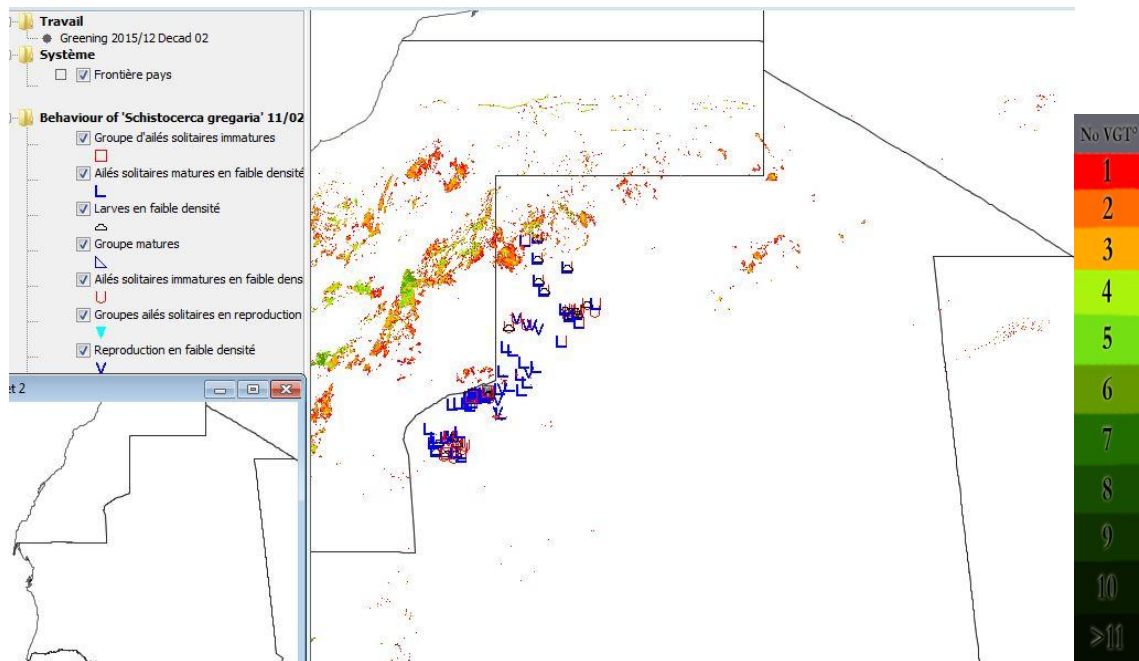 Travail
Greening 2015/12 Decad 02
Système
Frontière pays
Behaviour of 'Schistocerca gregaria' 11/02
Groupe d'ailés solitaires immatures
Ailés solitaires matures en faible densité
Larves en faible densité
Groupe matures
Ailés solitaires immatures en faible dens
Groupes ailés solitaires en reproduction
Reproduction en faible densité
et 2
No VGT°
1
2
3
4
5
6
7
8
9
10
>11